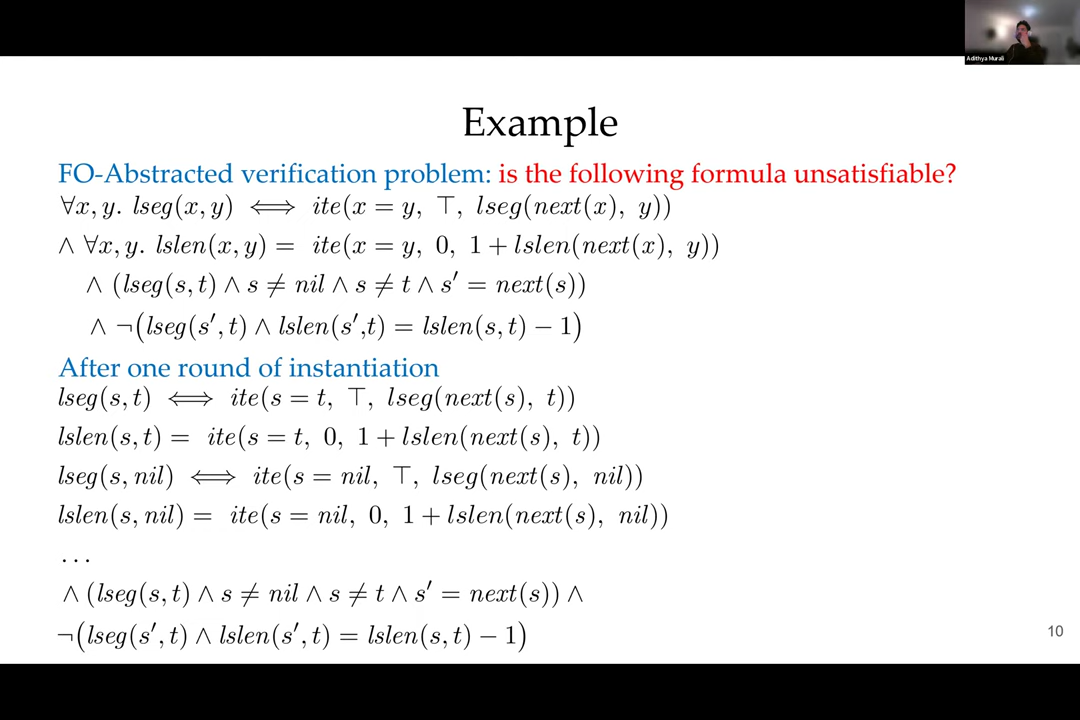 Adithya Murali
Example
FO-Abstracted verification problem: is the following formula unsatisfiable?
∀x, y. lseg(x, y) ⟺ ite(x = y, ⊤, lseg(next(x), y))
∧ ∀x, y. lslen(x, y) = ite(x = y, 0, 1 + lslen(next(x), y))
∧ (lseg(s, t) ∧ s ≠ nil ∧ s ≠ t ∧ s′ = next(s))
∧ ¬(lseg(s′, t) ∧ lslen(s′,t) = lslen(s, t) − 1)
After one round of instantiation
lseg(s, t) ⟺ ite(s = t, ⊤, lseg(next(s), t))
lslen(s, t) = ite(s = t, 0, 1 + lslen(next(s), t))
lseg(s, nil) ⟺ ite(s = nil, ⊤, lseg(next(s), nil))
lslen(s, nil) = ite(s = nil, 0, 1 + lslen(next(s), nil))
...
∧ (lseg(s, t) ∧ s ≠ nil ∧ s ≠ t ∧ s′ = next(s)) ∧
¬(lseg(s′, t) ∧ lslen(s′, t) = lslen(s, t) − 1)
10